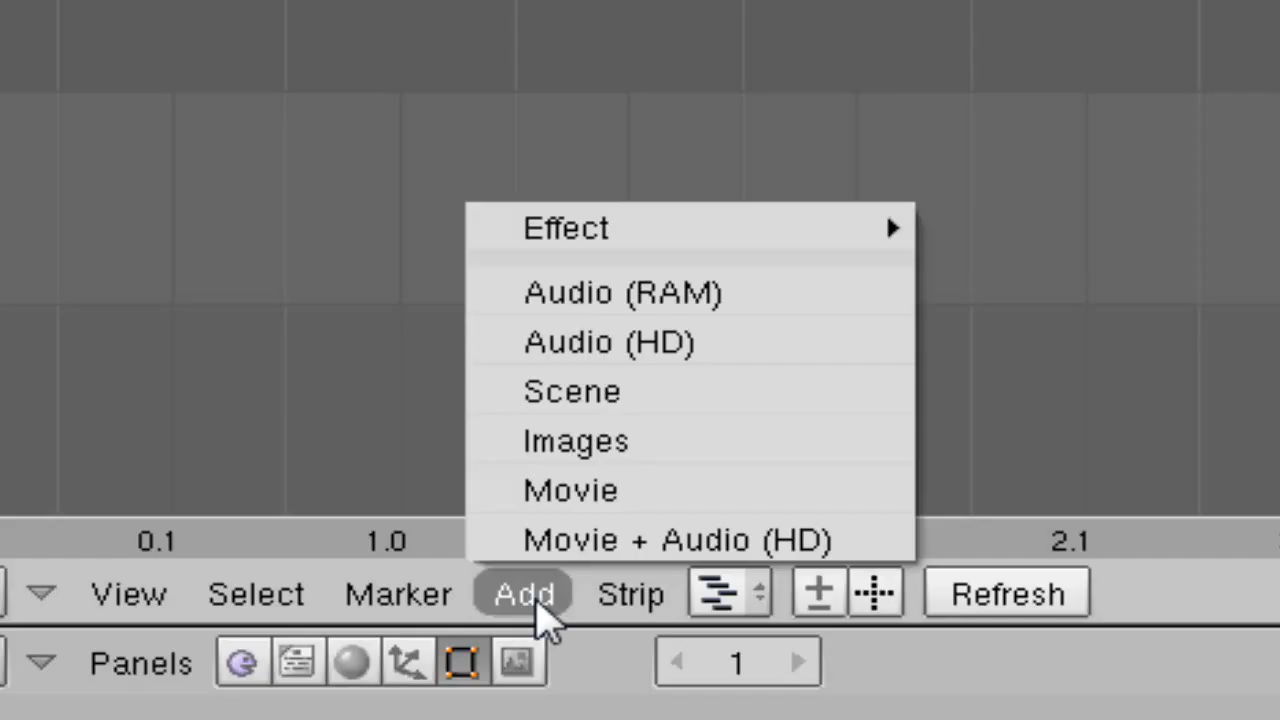 Effect
Audio (RAM)
Audio (HD)
Scene
Images
Movie
Movie + Audio (HD)
0.1 1.0 2.1
View Select Marker Add Strip Refresh
Panels 1